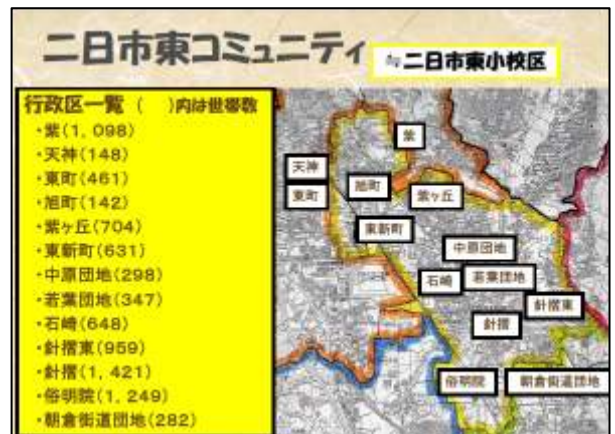 二日市東コミュニティ
≒二日市東小校区
行政区一覧 (　)内は世帯数
・紫(1,098)
・天神(148)
・東町(461)
・旭町(142)
・紫ヶ丘(704)
・東新町(631)
・中原団地(298)
・若葉団地(347)
・石崎(648)
・針摺東(959)
・針摺(1,421)
・俗明院(1,249)
・朝倉街道団地(282)
紫
天神
東町
旭町
紫ヶ丘
東新町
中原団地
石崎
若葉団地
針摺東
針摺
俗明院
朝倉街道団地